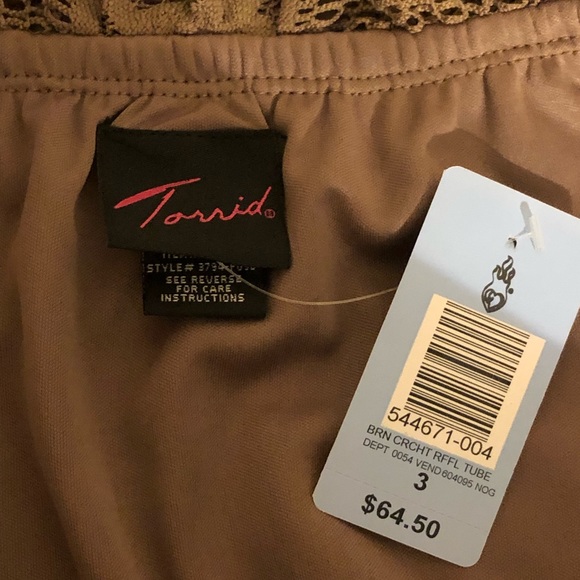 Torrid
STYLE# 3794
SEE REVERSE
FOR CARE
INSTRUCTIONS
544671-004
BRN CRCHT RFFL TUBE
DEPT 0054 VEND 604095 NOG
3
$64.50